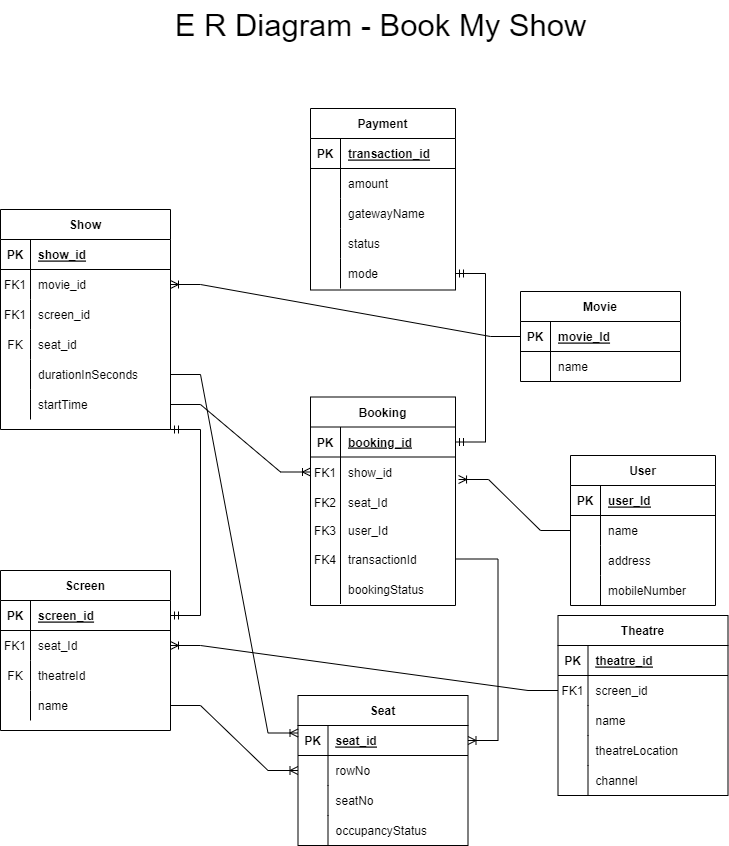 E R Diagram - Book My Show
Payment
PK transaction_id
amount
gatewayName
status
mode
Show
PK show_id
FK1 movie_id
FK1 screen_id
FK seat_id
durationInSeconds
startTime
Movie
PK movie_Id
name
Booking
PK booking_id
FK1 show_id
FK2 seat_Id
FK3 user_Id
FK4 transactionId
bookingStatus
User
PK user_Id
name
address
mobileNumber
Screen
PK screen_id
FK1 seat_Id
FK theatreId
name
Theatre
PK theatre_id
FK1 screen_id
name
theatreLocation
channel
Seat
PK seat_id
rowNo
seatNo
occupancyStatus